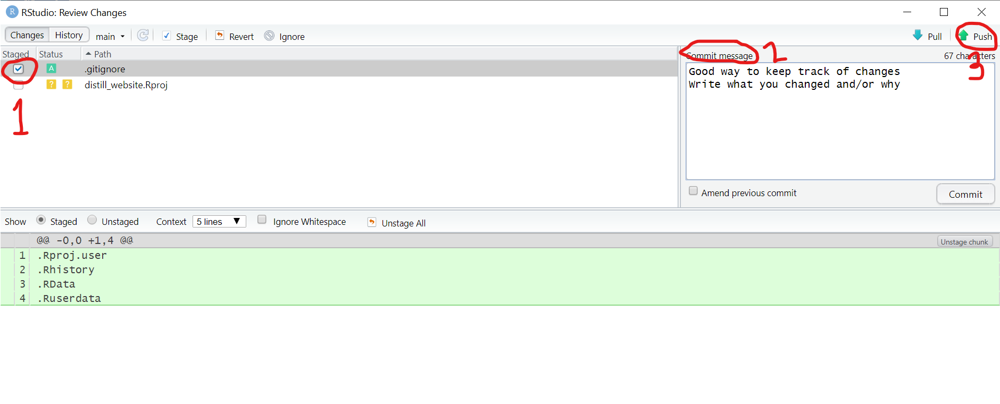 RStudio: Review Changes
Changes History main Stage Revert Ignore Pull Push
Staged Status Path
.gitignore
A
distill_website.Rproj
? ?
1
Commit message 2 67 characters
3
Good way to keep track of changes
Write what you changed and/or why
Amend previous commit Commit
Show Staged Unstaged Context 5 lines Ignore Whitespace Unstage All
@@ -0,0 +1,4 @@ Unstage chunk
1 .Rproj.user
2 .Rhistory
3 .RData
4 .Ruserdata